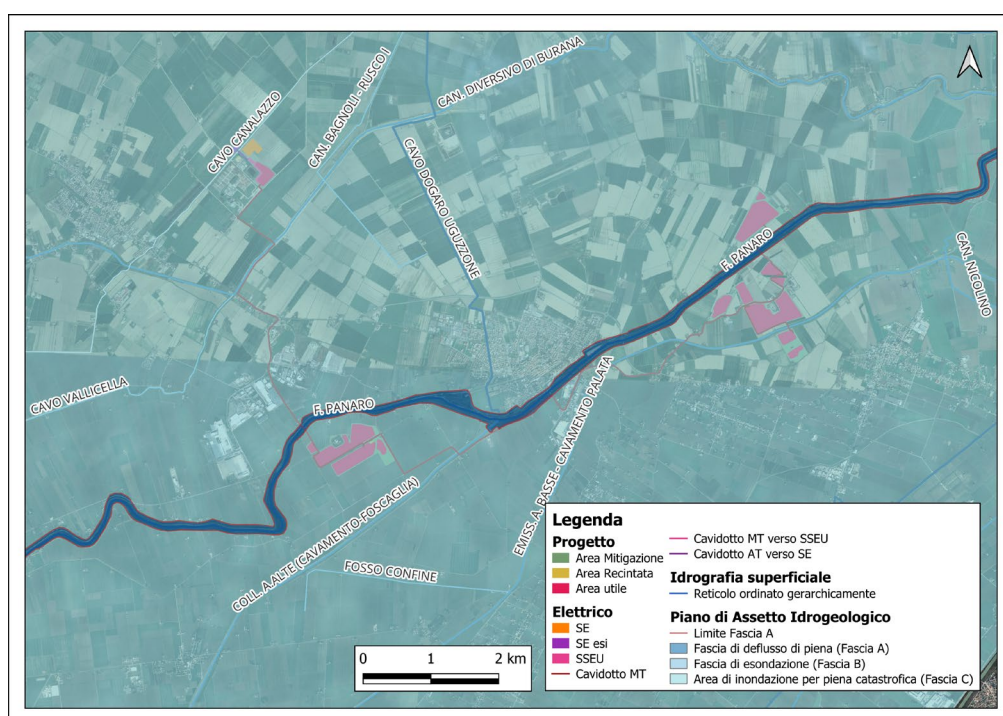 CAN. DIVERSIVO DI BURANA
CAN. BAGNOLI - RUSCO I
CAVO CANALAZZO
CAVO DOGARO UGUZZONE
F. PANARO
CAN. NICOLINO
CAVO VALLICELLA
F. PANARO
EMISS. A. BASSE - CAVAMENTO PALATA
COLL. A.ALTE (CAVAMENTO-FOSCAGLIA)
FOSSO CONFINE
0 1 2 km
Legenda
Progetto
Area Mitigazione
Area Recintata
Area utile
Elettrico
SE
SE esi
SSEU
Cavidotto MT
Cavidotto MT verso SSEU
Cavidotto AT verso SE
Idrografia superficiale
Reticolo ordinato gerarchicamente
Piano di Assetto Idrogeologico
Limite Fascia A
Fascia di deflusso di piena (Fascia A)
Fascia di esondazione (Fascia B)
Area di inondazione per piena catastrofica (Fascia C)